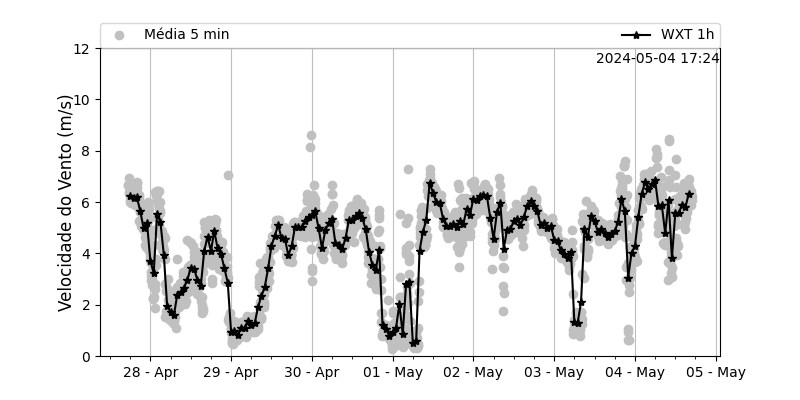 Média 5 min
WXT 1h
2024-05-04 17:24
Velocidade do Vento (m/s)
12
10
8
6
4
2
0
28 - Apr
29 - Apr
30 - Apr
01 - May
02 - May
03 - May
04 - May
05 - May